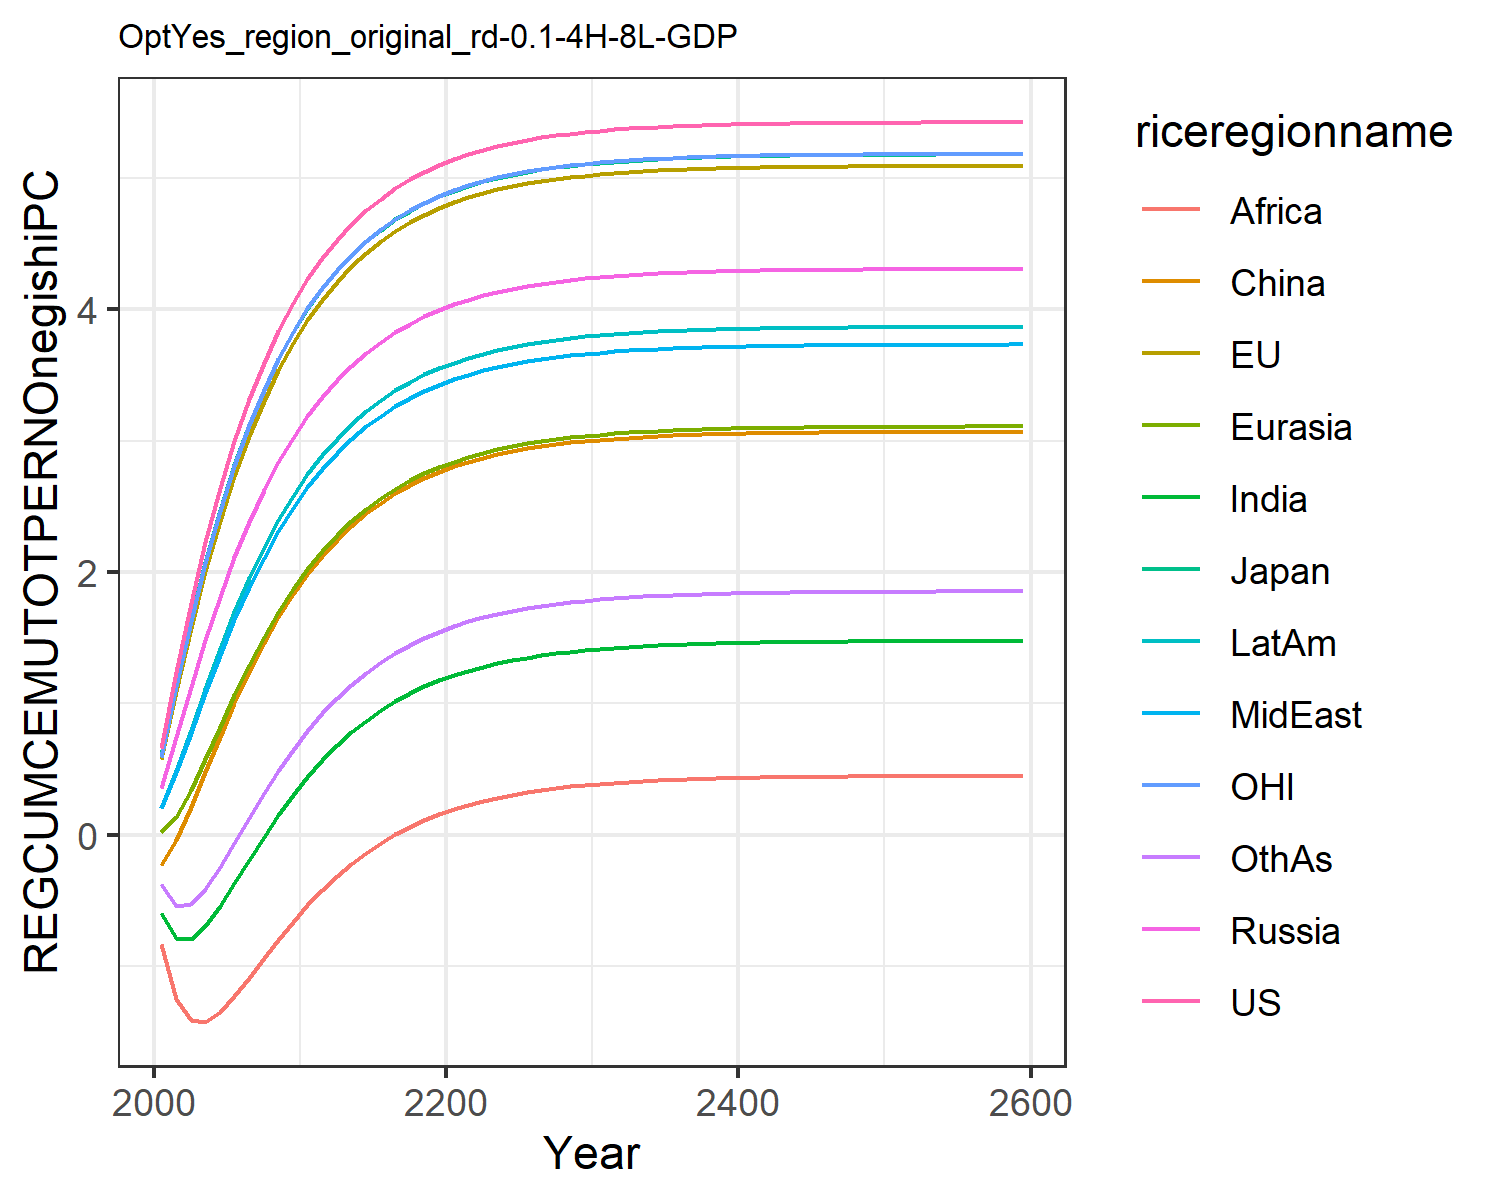 OptYes_region_original_rd-0.1-4H-8L-GDP
REGCUMCEMUTOTPERNOnegishiPC
4
2
0
2000
2200
2400
2600
Year
riceregionname
Africa
China
EU
Eurasia
India
Japan
LatAm
MidEast
OHI
OthAs
Russia
US